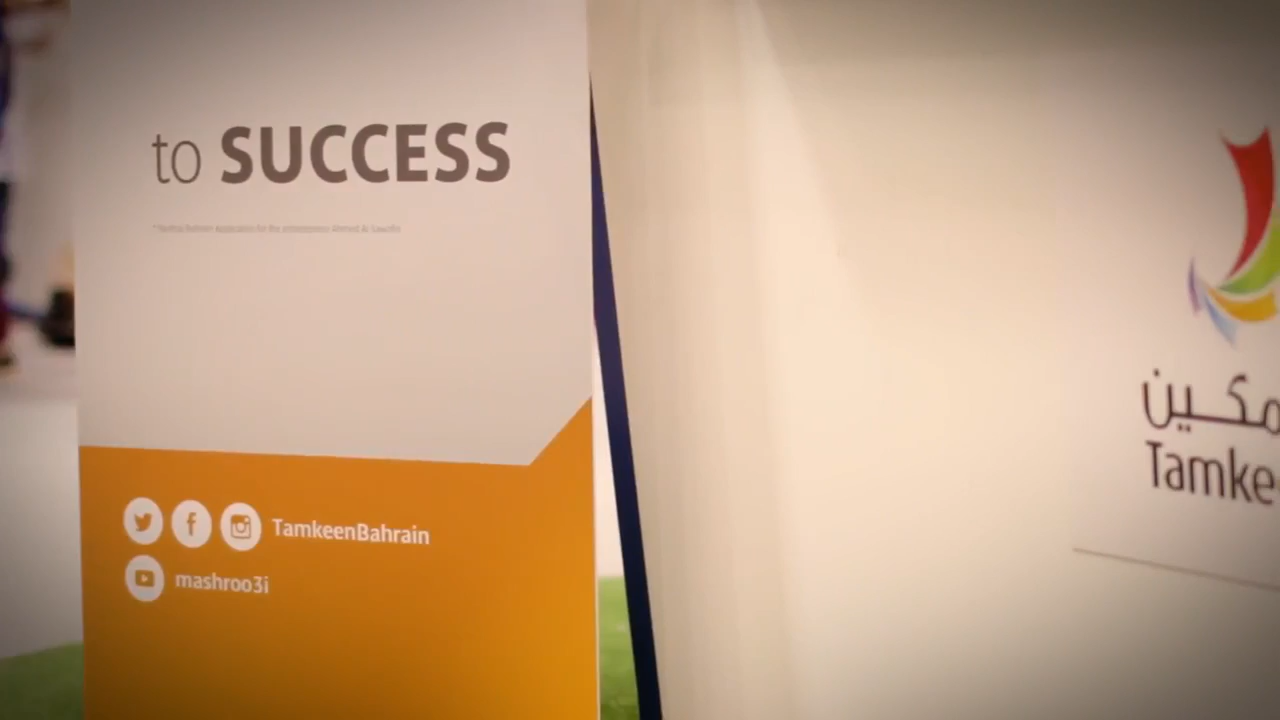 to SUCCESS
TamkeenBahrain
mashroo3i
مكين
Tamke